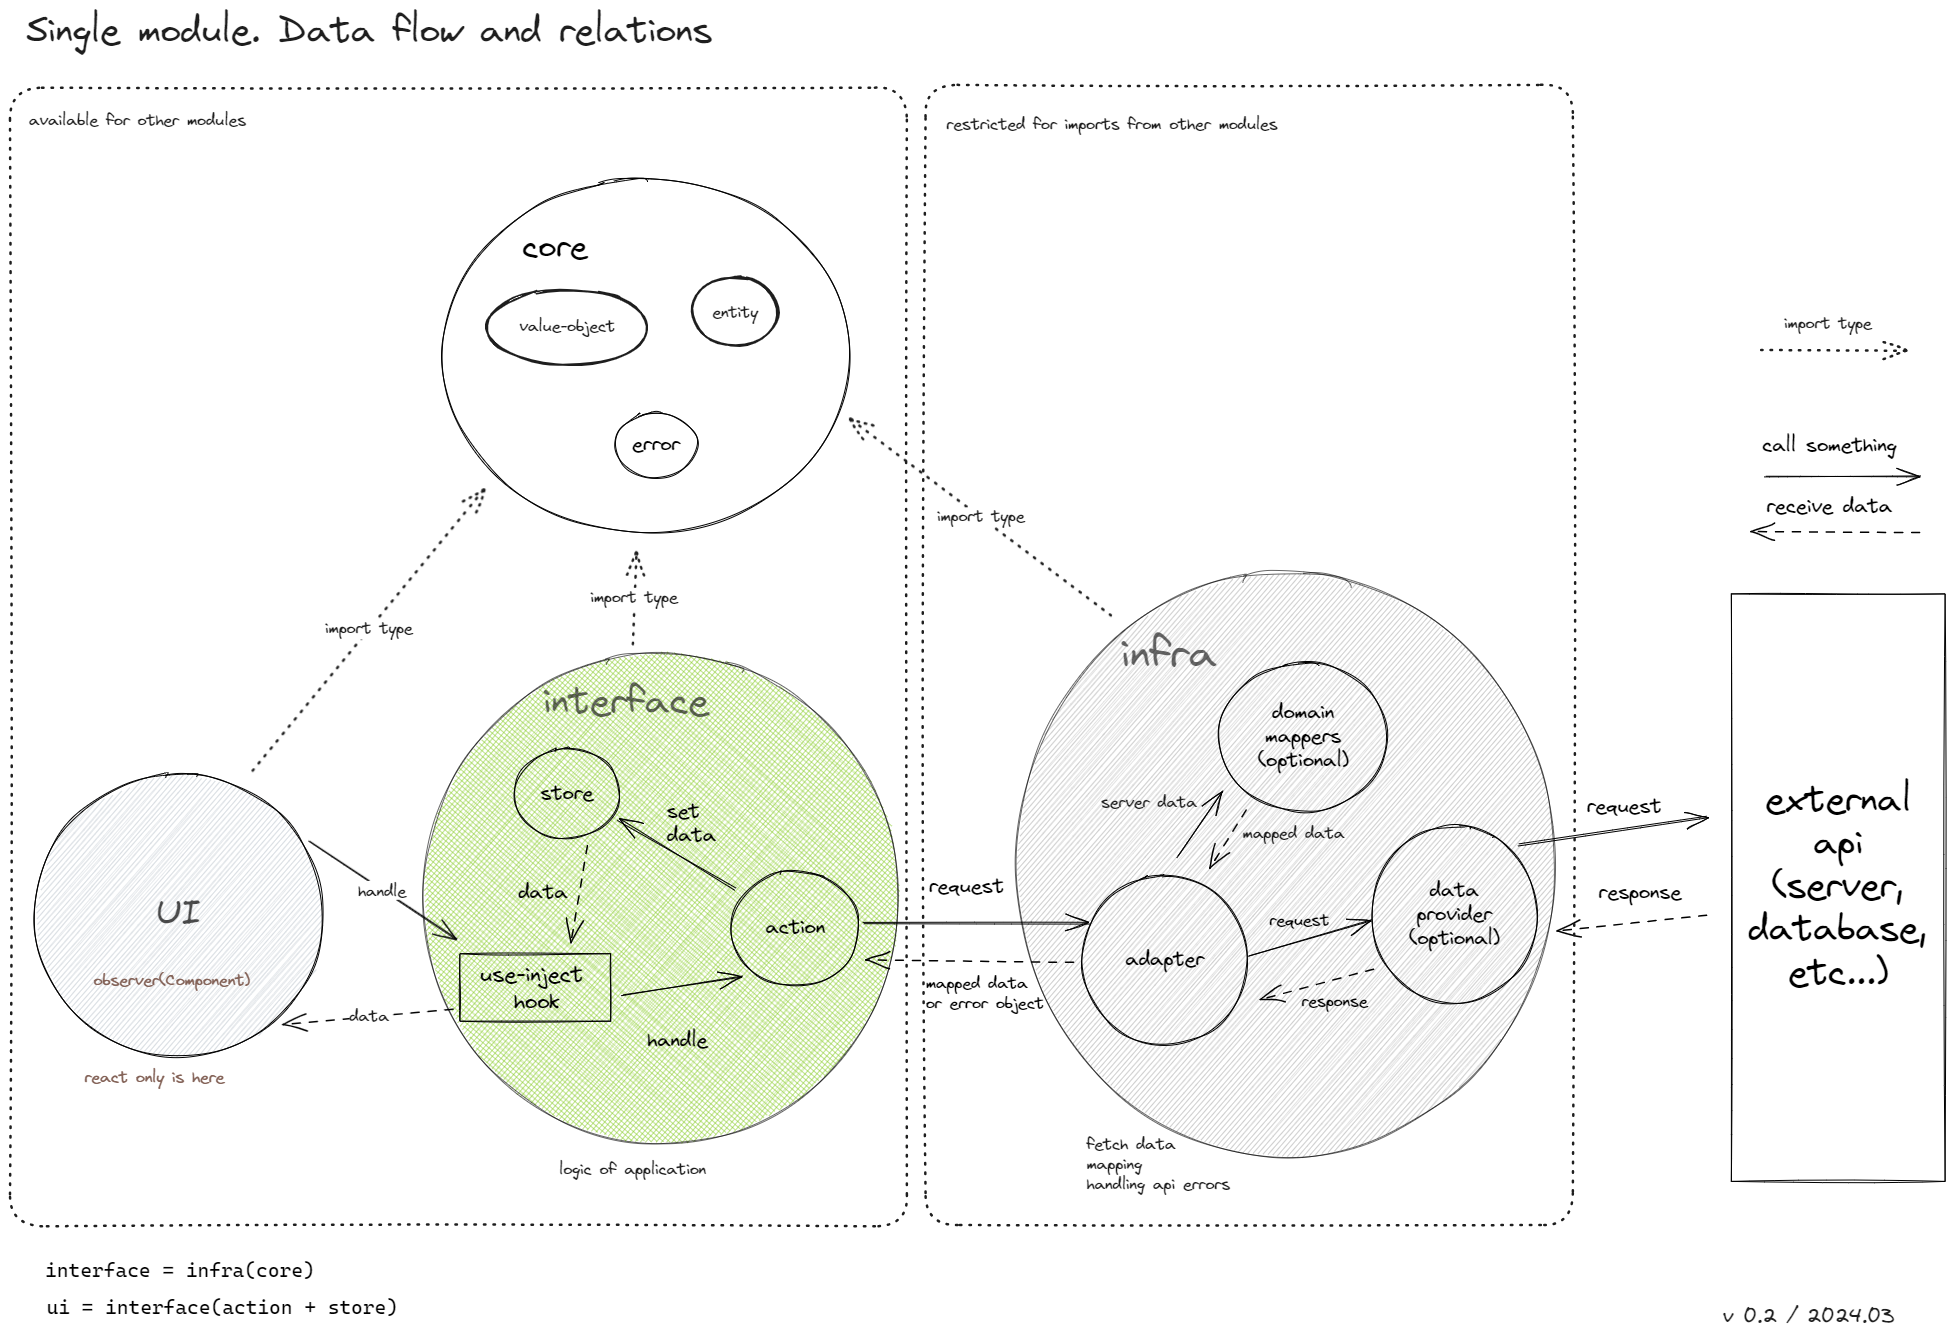 Single module. Data flow and relations
available for other modules
restricted for imports from other modules
core
value-object
entity
error
import type
call something
receive data
import type
import type
import type
interface
store
set
data
data
action
use-inject
hook
handle
handle
data
UI
observer(Component)
react only is here
logic of application
request
mapped data
or error object
infra
domain
mappers
(optional)
server data
mapped data
adapter
request
response
data
provider
(optional)
fetch data
mapping
handling api errors
request
response
external
api
(server,
database,
etc...)
interface = infra(core)
ui = interface(action + store)
v 0.2 / 2024.03